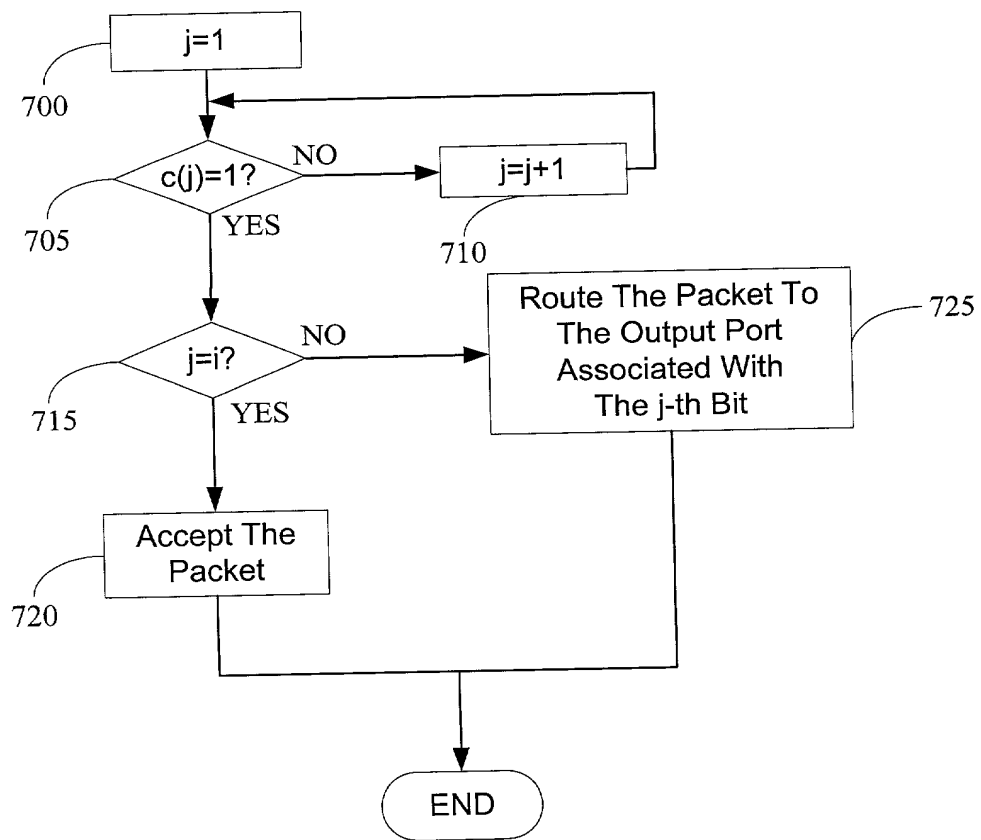 j=1
700
c(j)=1?
NO
j=j+1
705
YES
710
Route The Packet To
The Output Port
Associated With
The j-th Bit
725
j=i?
NO
715
YES
Accept The
Packet
720
END